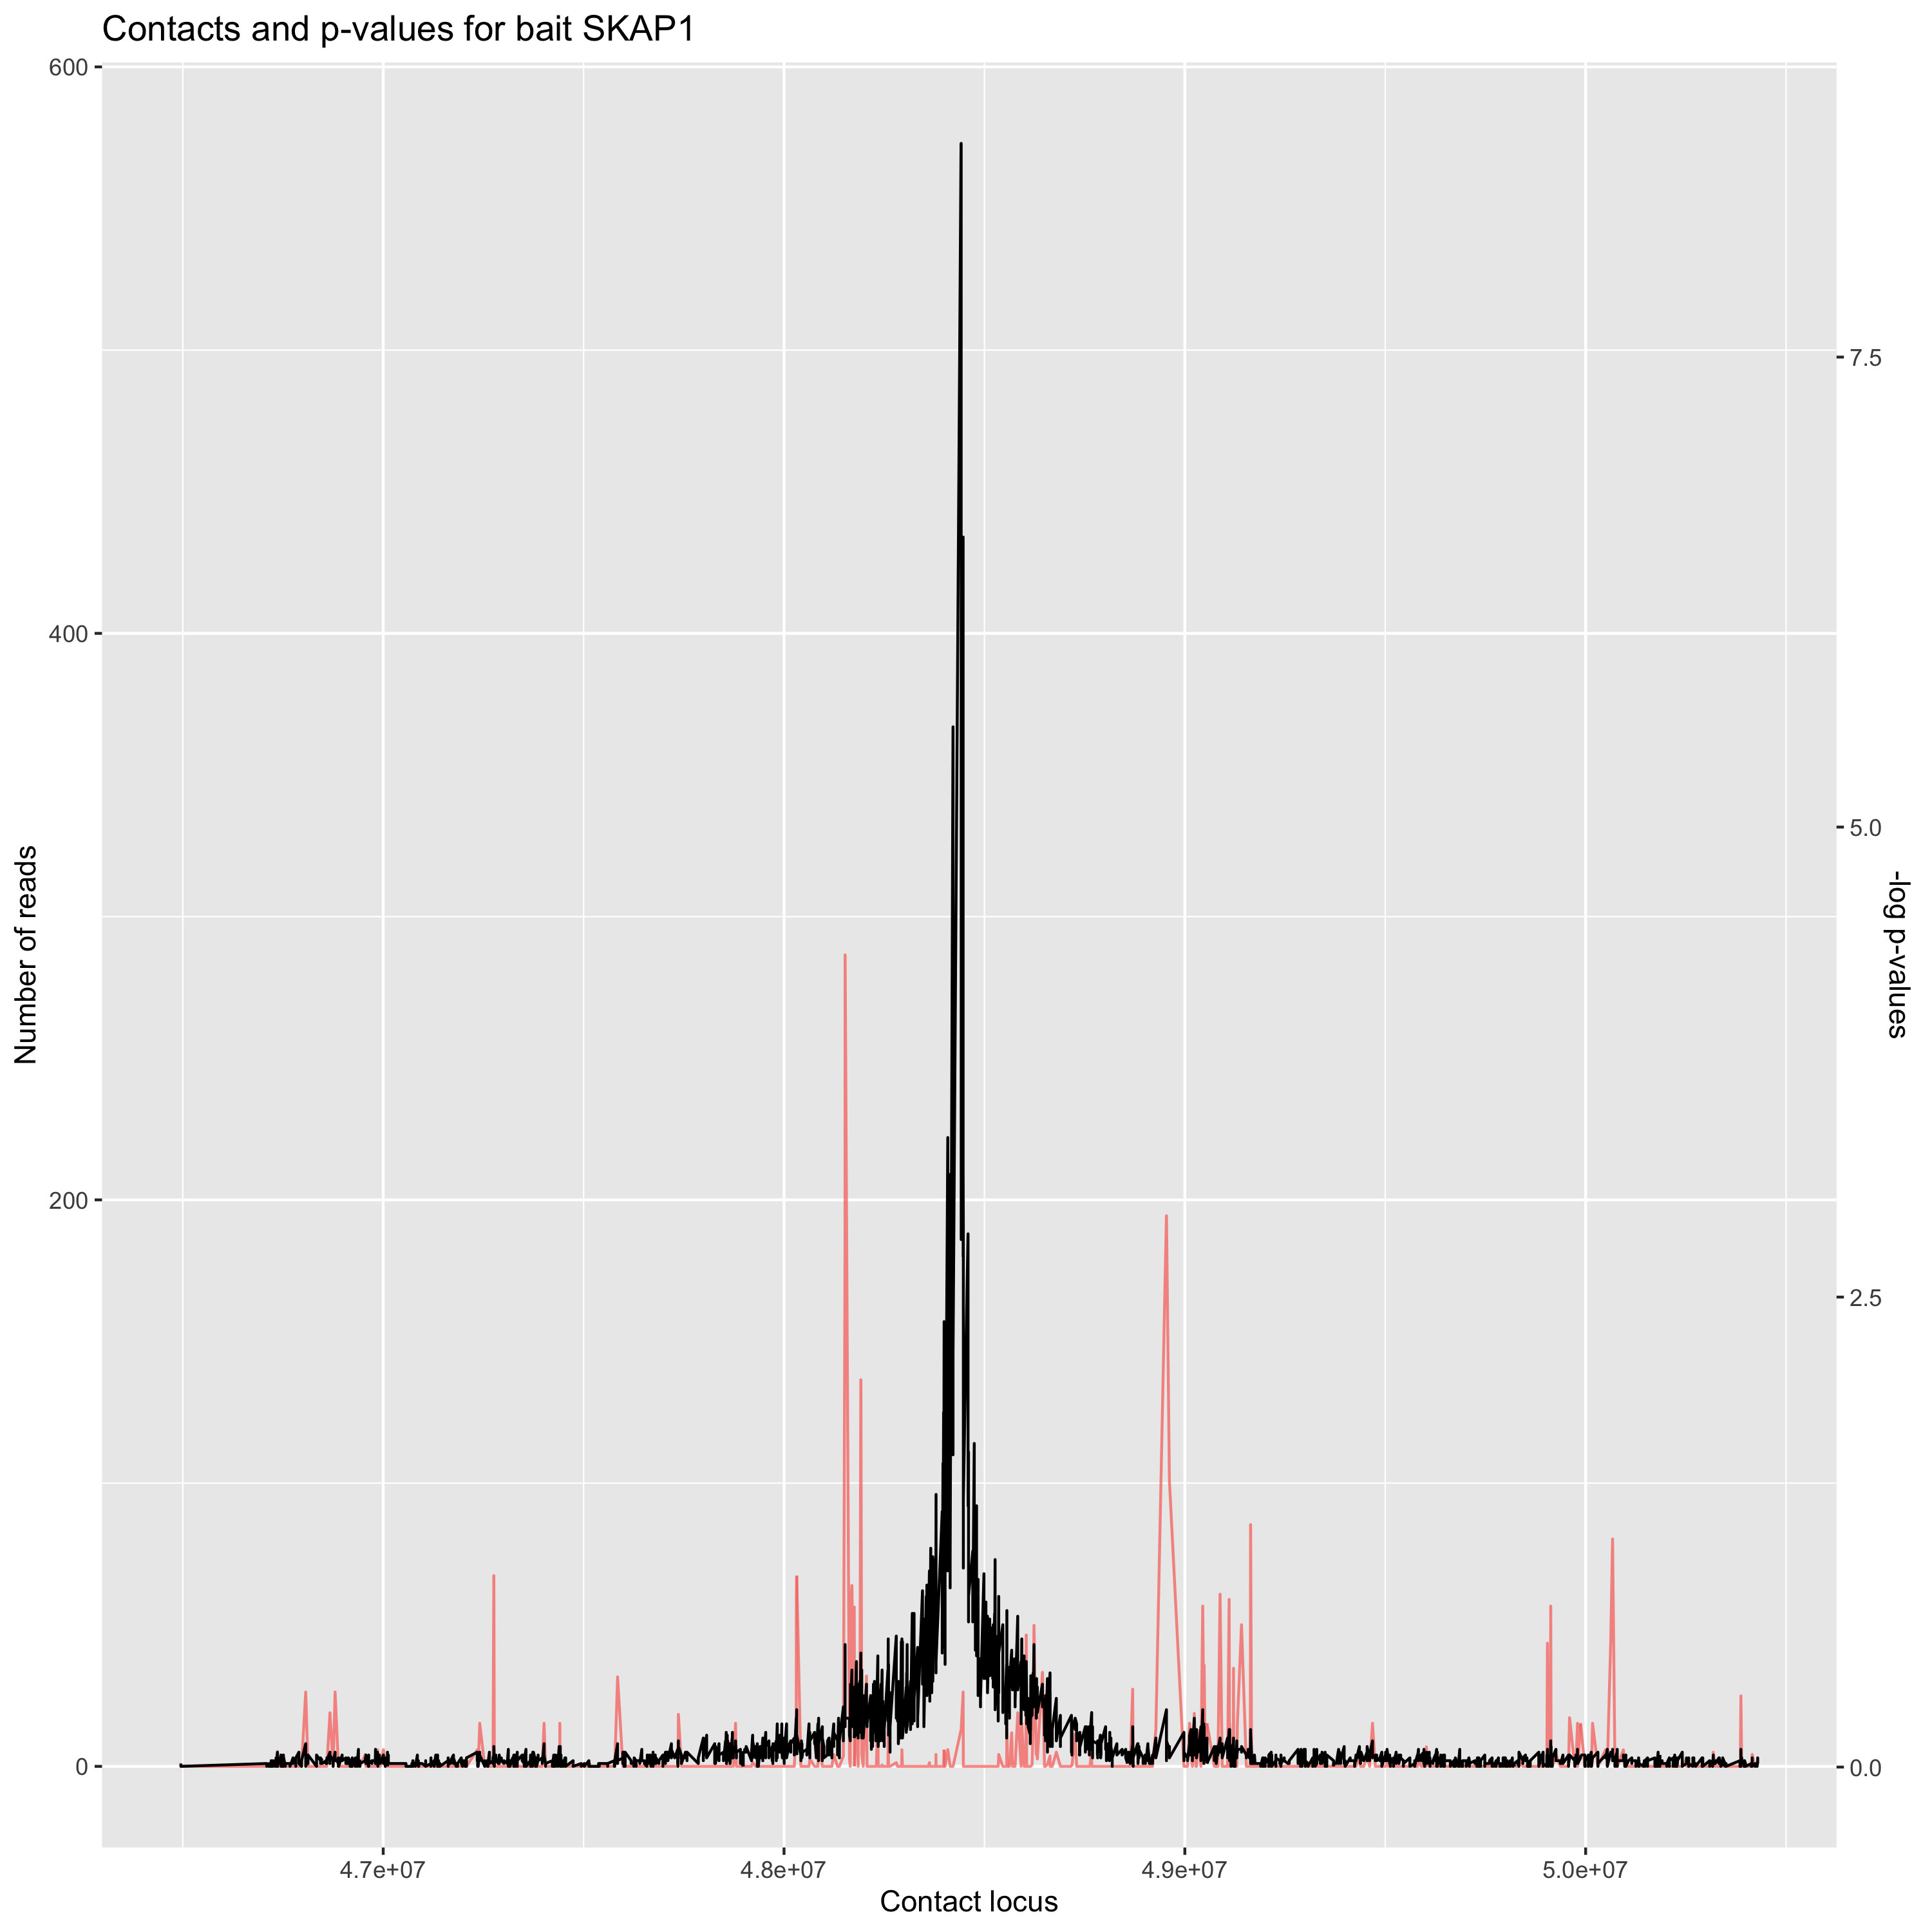 Contacts and p-values for bait SKAP1
600
400
200
0
Number of reads
7.5
5.0
2.5
0.0
-log p-values
4.7e+07
4.8e+07
4.9e+07
5.0e+07
Contact locus